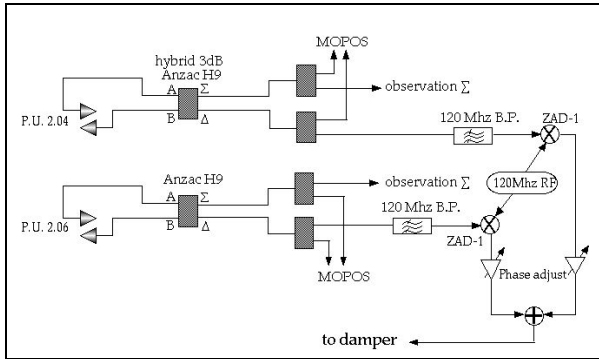 MOPOS
hybrid 3dB
Anzac H9
A Σ
observation Σ
P.U. 2.04
B Δ
120 Mhz B.P.
ZAD-1
Anzac H9
120Mhz RF
A Σ
observation Σ
120 Mhz B.P.
P.U. 2.06
B Δ
ZAD-1
MOPOS
Phase adjust
to damper